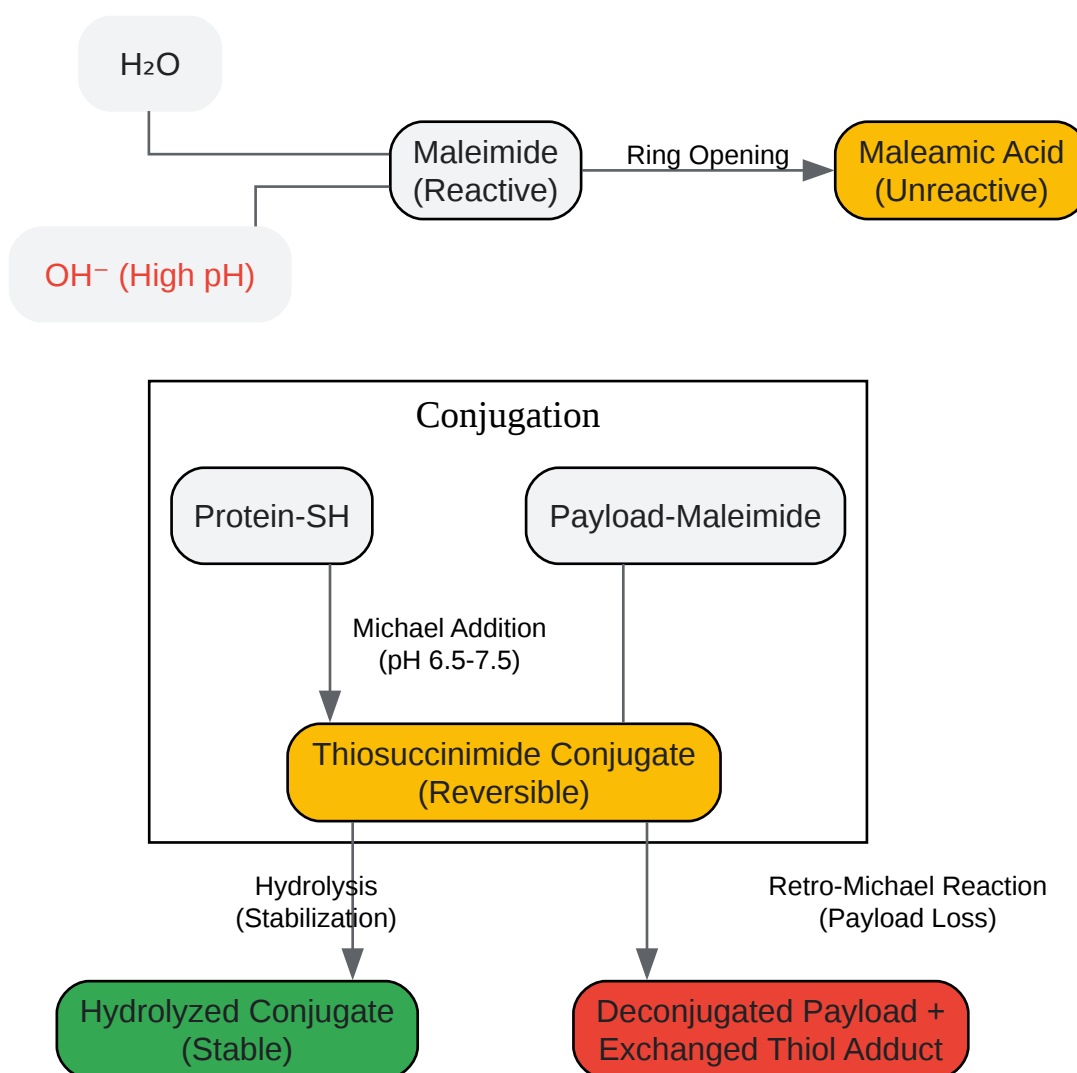 H₂O
Maleimide
(Reactive)
Ring Opening
Maleamic Acid
(Unreactive)
OH⁻ (High pH)
Conjugation
Protein-SH
Payload-Maleimide
Michael Addition
(pH 6.5-7.5)
Thiosuccinimide Conjugate
(Reversible)
Hydrolysis
(Stabilization)
Retro-Michael Reaction
(Payload Loss)
Hydrolyzed Conjugate
(Stable)
Deconjugated Payload +
Exchanged Thiol Adduct